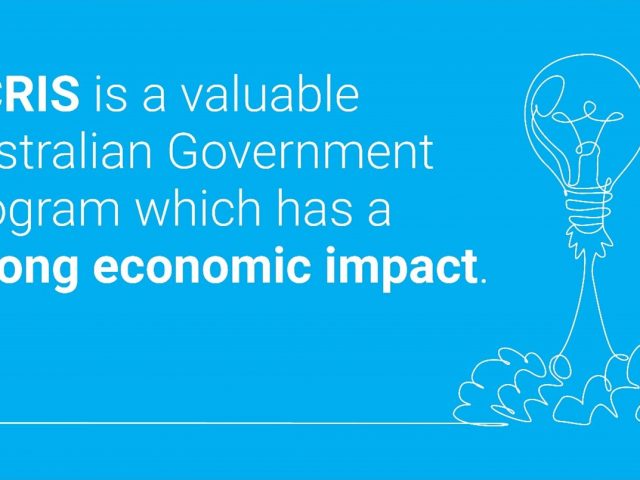 CRIS is a valuable
stralian Government
ogram which has a
ong economic impact.